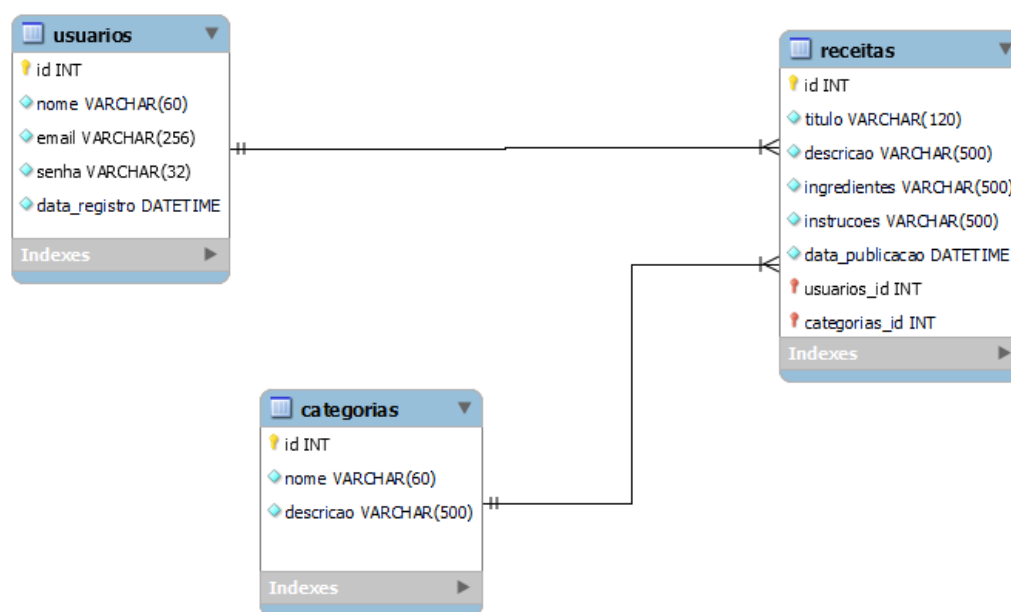 usuarios
id INT
nome VARCHAR(60)
email VARCHAR(256)
senha VARCHAR(32)
data_registro DATETIME
Indexes
receitas
id INT
titulo VARCHAR(120)
descricao VARCHAR(500)
ingredientes VARCHAR(500)
instrucoes VARCHAR(500)
data_publicacao DATETIME
usuarios_id INT
categorias_id INT
Indexes
categorias
id INT
nome VARCHAR(60)
descricao VARCHAR(500)
Indexes